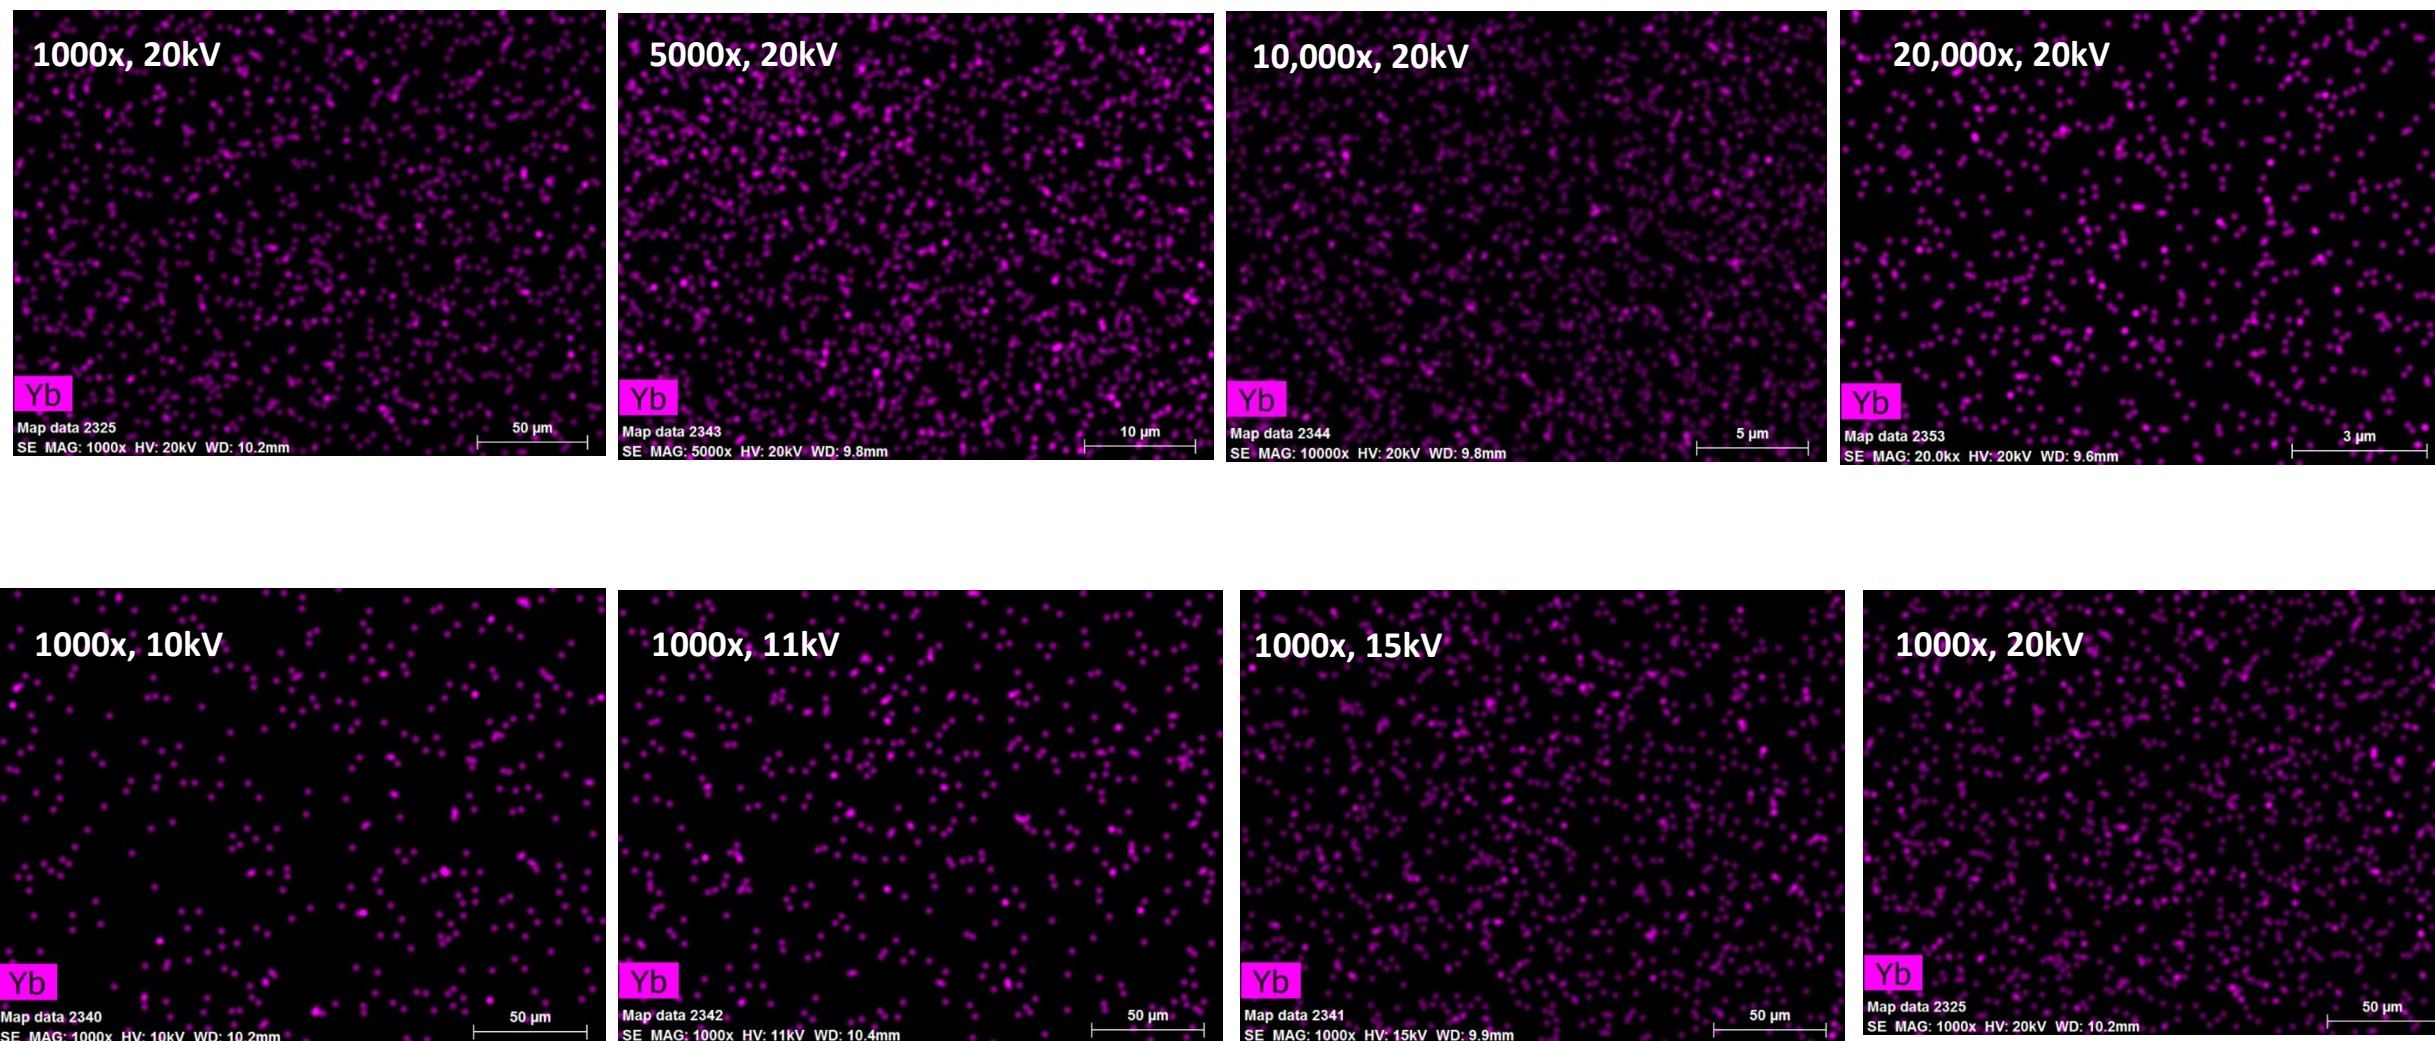 1000x, 20kV
Yb
Map data 2325
50 µm
SE MAG: 1000x HV: 20kV WD: 10.2mm
5000x, 20kV
Yb
Map data 2343
10 µm
SE MAG: 5000x HV: 20kV WD: 9.8mm
10,000x, 20kV
Yb
Map data 2344
5 µm
SE MAG: 10000x HV: 20kV WD: 9.8mm
20,000x, 20kV
Yb
Map data 2353
3 µm
SE MAG: 20.0kx HV: 20kV WD: 9.6mm
1000x, 10kV
Yb
Map data 2340
50 µm
SE MAG: 1000x HV: 10kV WD: 10.2mm
1000x, 11kV
Yb
Map data 2342
50 µm
SE MAG: 1000x HV: 11kV WD: 10.4mm
1000x, 15kV
Yb
Map data 2341
50 µm
SE MAG: 1000x HV: 15kV WD: 9.9mm
1000x, 20kV
Yb
Map data 2325
50 µm
SE MAG: 1000x HV: 20kV WD: 10.2mm